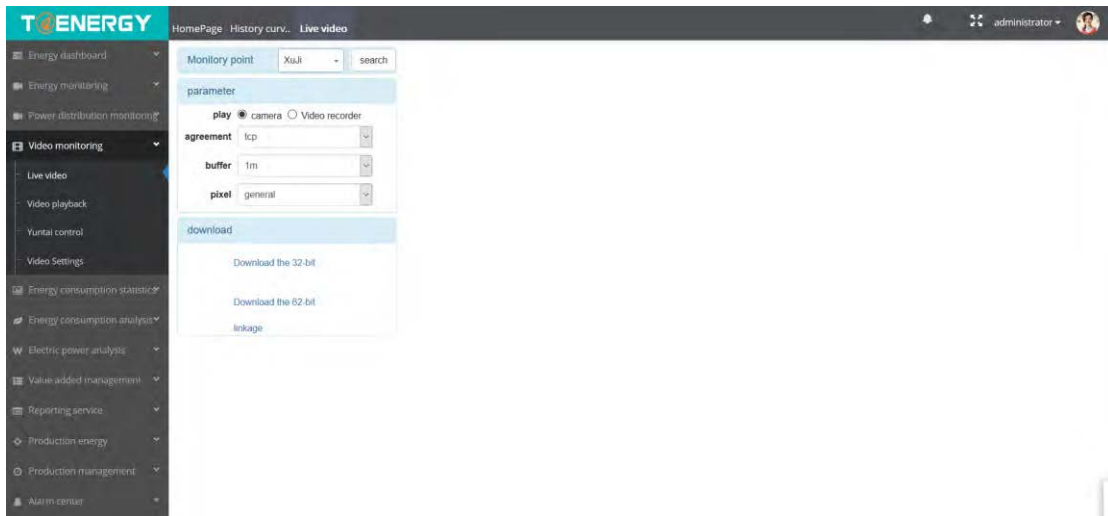 T@ENERGY
HomePage History curv.. Live video
administrator
Energy dashboard
Energy monitoring
Power distribution monitoring
Video monitoring
Live video
Video playback
Yuntai control
Video Settings
Energy consumption statistics
Energy consumption analysis
Electric power analysis
Value added management
Reporting service
Production energy
Production management
Alarm center
Monitory point XuJi search
parameter
play camera Video recorder
agreement tcp
buffer 1m
pixel general
download
Download the 32-bit
Download the 62-bit
linkage